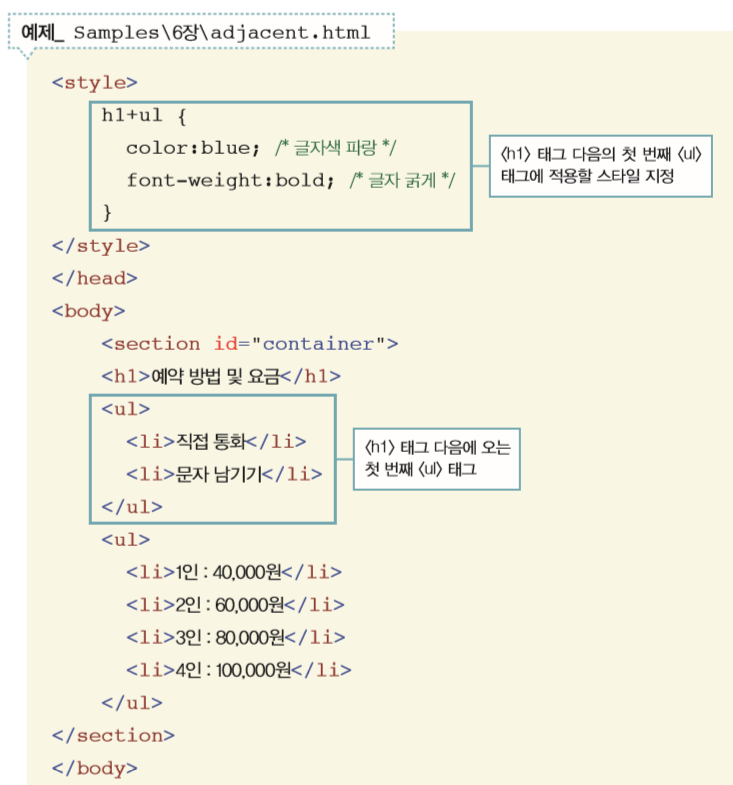 예제_ Samples\6장\adjacent.html
<style>
h1+ul {
color:blue; /* 글자색 파랑 */
font-weight:bold; /* 글자 굵게 */
}
<h1> 태그 다음의 첫 번째 <ul>
태그에 적용할 스타일 지정
</style>
</head>
<body>
<section id="container">
<h1>예약 방법 및 요금</h1>
<ul>
<li>직접 통화</li>
<li>문자 남기기</li>
</ul>
<h1> 태그 다음에 오는
첫 번째 <ul> 태그
<ul>
<li>1인 : 40,000원</li>
<li>2인 : 60,000원</li>
<li>3인 : 80,000원</li>
<li>4인 : 100,000원</li>
</ul>
</section>
</body>